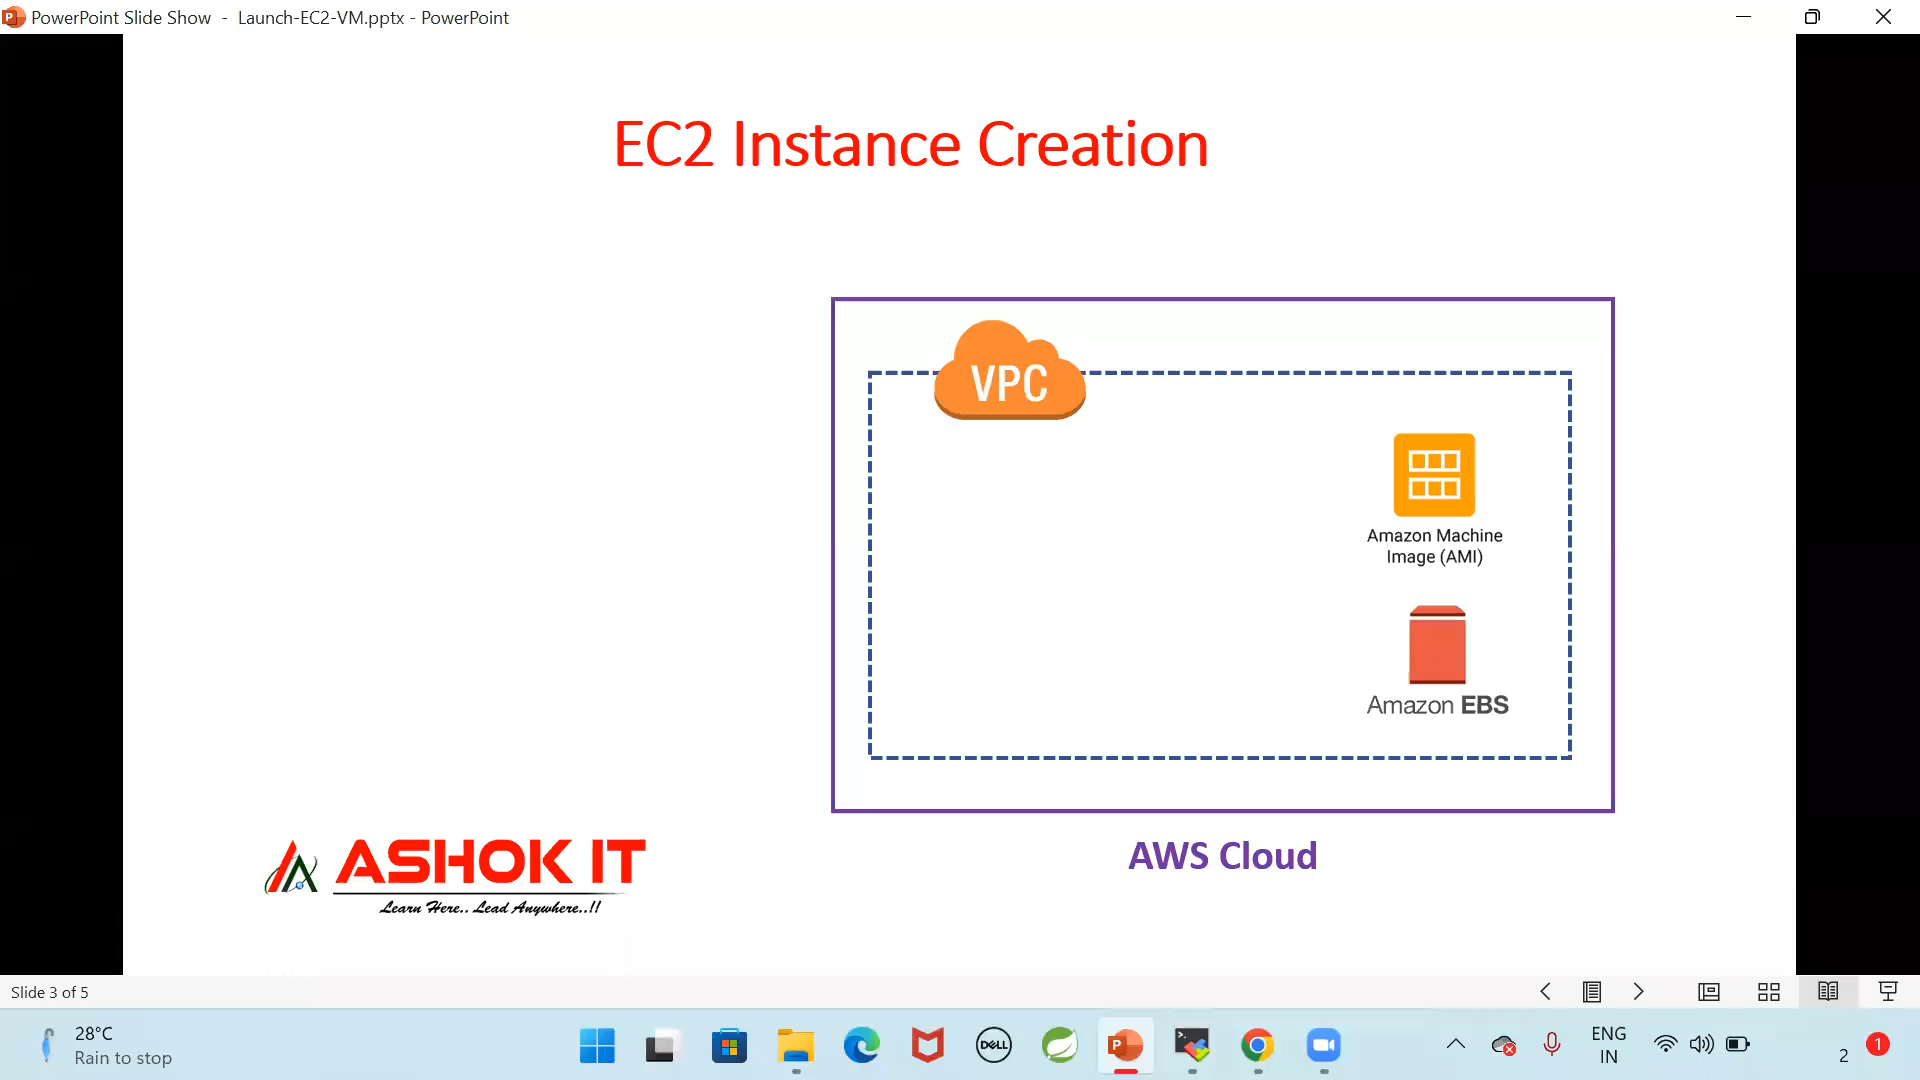 PowerPoint Slide Show - Launch-EC2-VM.pptx - PowerPoint
EC2 Instance Creation
VPC
Amazon Machine
Image (AMI)
Amazon EBS
AWS Cloud
ASHOK IT
Learn Here.. Lead Anywhere..!!
Slide 3 of 5
28°C
Rain to stop
DELL
P
ENG
IN
2
1